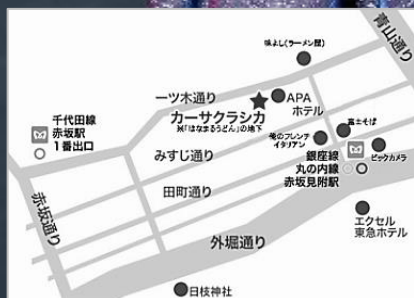 青山通り
味よし(ラーメン屋)
一ツ木通り
APA
ホテル
カーサクラシカ
※「はなまるうどん」の地下
千代田線
赤坂駅
1番出口
富士そば
俺のフレンチ
イタリアン
みすじ通り
銀座線
丸の内線
赤坂見附駅
ビックカメラ
田町通り
赤坂通り
エクセル
東急ホテル
外堀通り
日枝神社